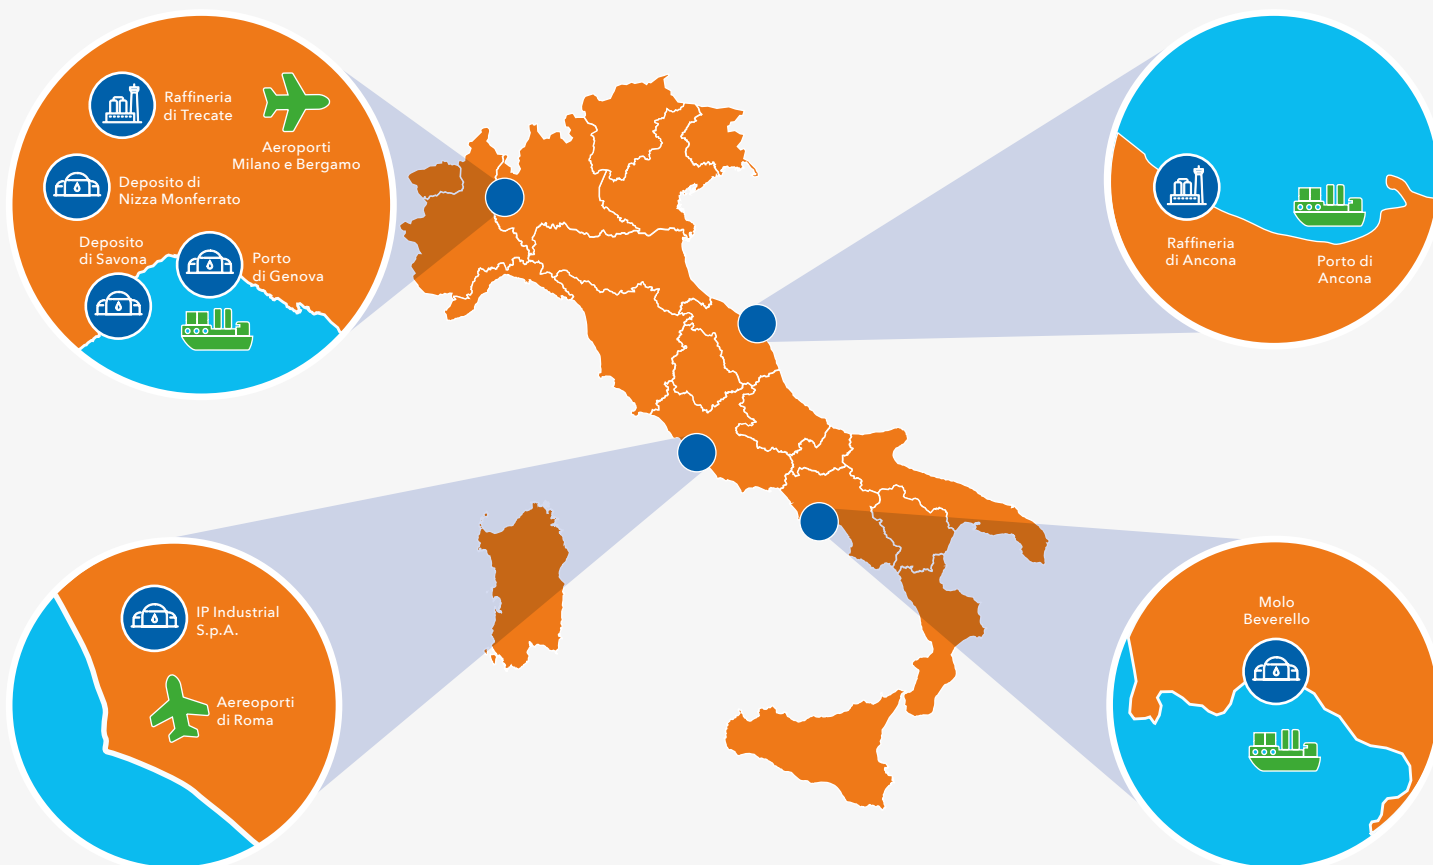 Raffineria
di Trecate
Aeroporti
Milano e Bergamo
Deposito di
Nizza Monferrato
Deposito
di Savona
Porto
di Genova
Raffineria
di Ancona
Porto di
Ancona
IP Industrial
S.p.A.
Aereoporti
di Roma
Molo
Beverello